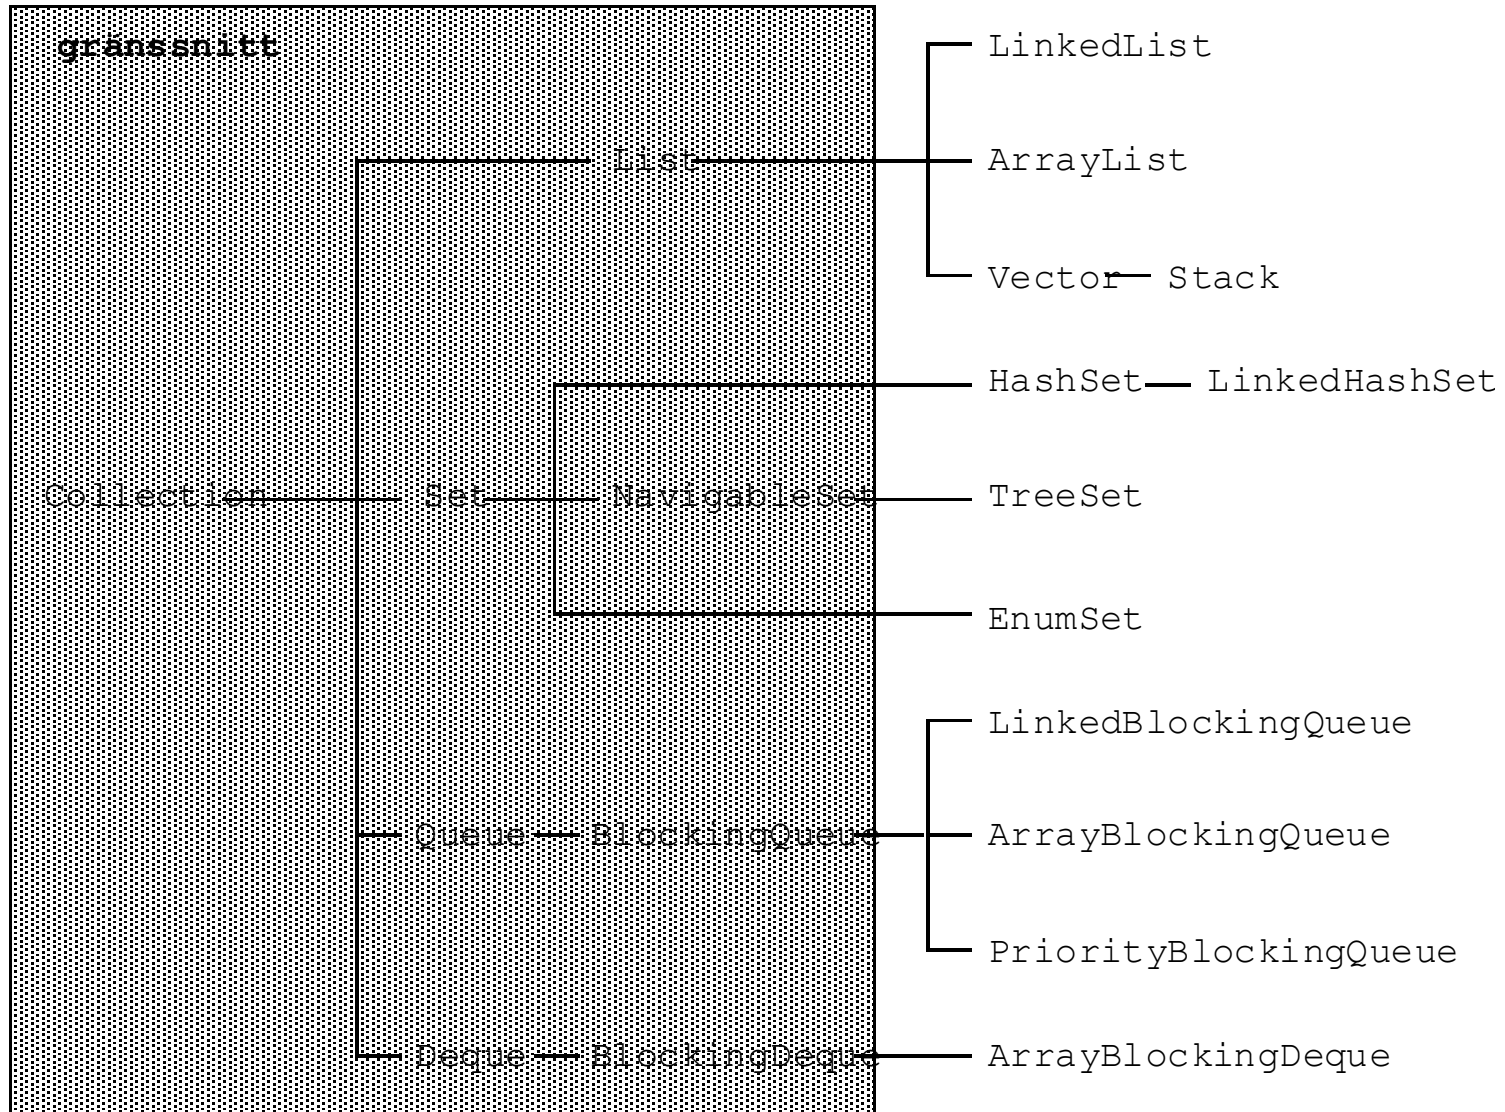 gränssnitt
LinkedList
List ArrayList
Vector Stack
HashSet LinkedHashSet
Collection Set NavigableSet TreeSet
EnumSet
LinkedBlockingQueue
Queue BlockingQueue ArrayBlockingQueue
PriorityBlockingQueue
Deque BlockingDeque ArrayBlockingDeque